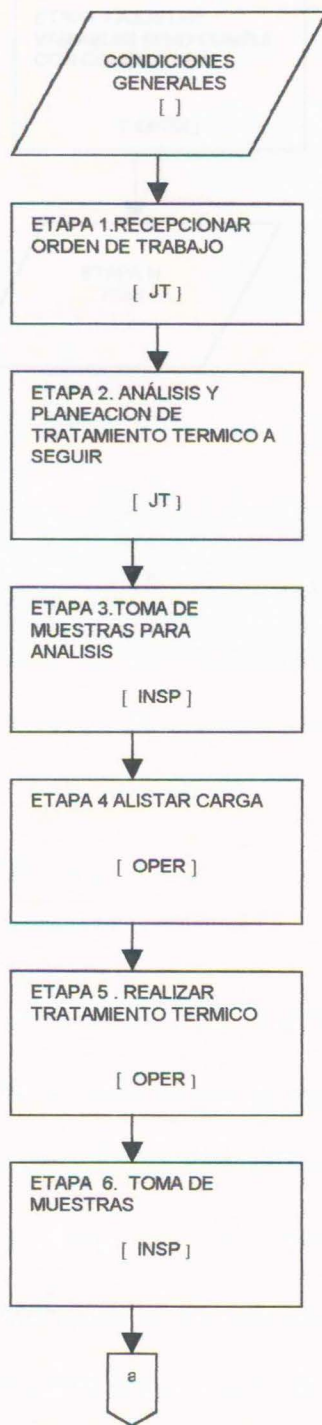 CONDICIONES
GENERALES
[ ]
ETAPA 1.RECEPCIONAR
ORDEN DE TRABAJO
[ JT ]
ETAPA 2. ANÁLISIS Y
PLANEACION DE
TRATAMIENTO TERMICO A
SEGUIR
[ JT ]
ETAPA 3.TOMA DE
MUESTRAS PARA
ANALISIS
[ INSP ]
ETAPA 4 ALISTAR CARGA
[ OPER ]
ETAPA 5 . REALIZAR
TRATAMIENTO TERMICO
[ OPER ]
ETAPA 6. TOMA DE
MUESTRAS
[ INSP ]
a